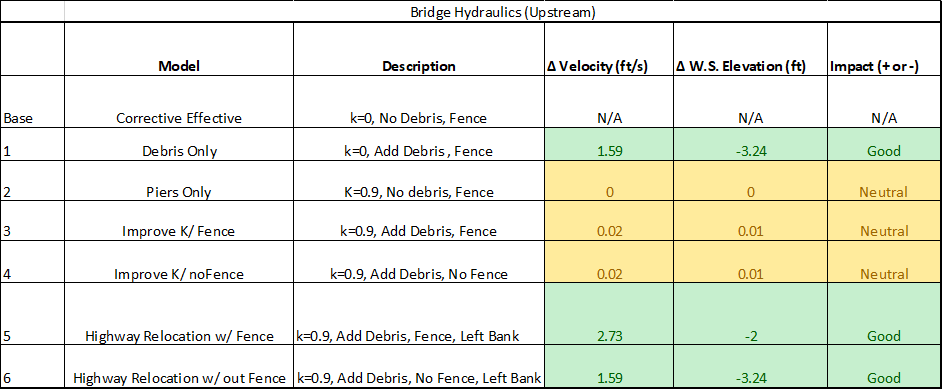 Bridge Hydraulics (Upstream)
Model Description Δ Velocity (ft/s) Δ W.S. Elevation (ft) Impact (+ or -)
Base Corrective Effective k=0, No Debris, Fence N/A N/A N/A
1 Debris Only k=0, Add Debris , Fence 1.59 -3.24 Good
2 Piers Only K=0.9, No debris, Fence 0 0 Neutral
3 Improve K/ Fence k=0.9, Add Debris, Fence 0.02 0.01 Neutral
4 Improve K/ noFence k=0.9, Add Debris, No Fence 0.02 0.01 Neutral
5 Highway Relocation w/ Fence k=0.9, Add Debris, Fence, Left Bank 2.73 -2 Good
6 Highway Relocation w/ out Fence k=0.9, Add Debris, No Fence, Left Bank 1.59 -3.24 Good